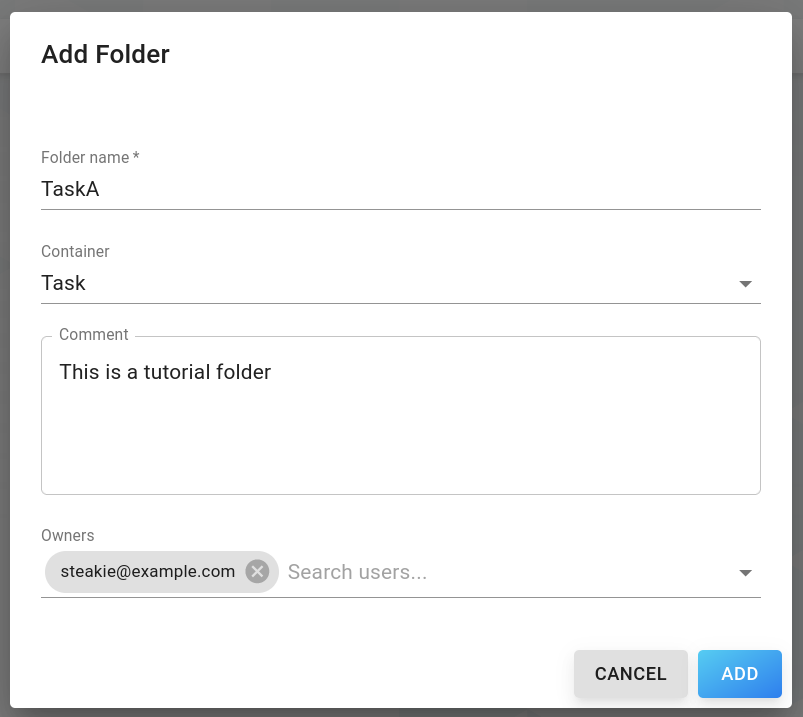 Add Folder
Folder name *
TaskA
Container
Task
Comment
This is a tutorial folder
Owners
steakie@example.com Search users...
CANCEL ADD